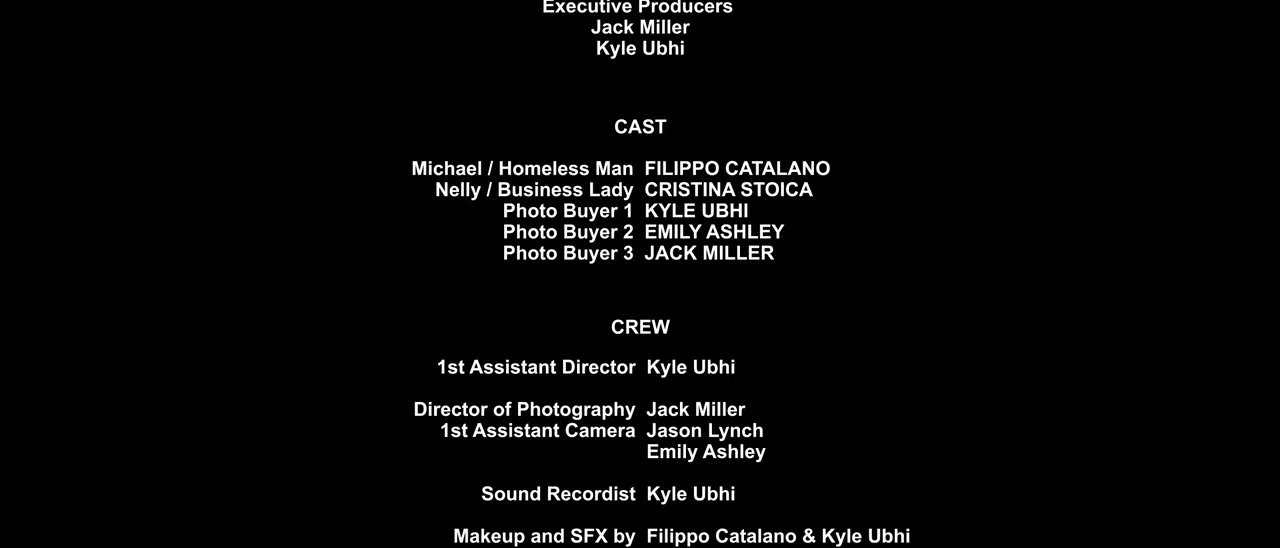 Executive Producers
Jack Miller
Kyle Ubhi
CAST
Michael / Homeless Man FILIPPO CATALANO
Nelly / Business Lady CRISTINA STOICA
Photo Buyer 1 KYLE UBHI
Photo Buyer 2 EMILY ASHLEY
Photo Buyer 3 JACK MILLER
CREW
1st Assistant Director Kyle Ubhi
Director of Photography Jack Miller
1st Assistant Camera Jason Lynch
Emily Ashley
Sound Recordist Kyle Ubhi
Makeup and SFX by Filippo Catalano & Kyle Ubhi